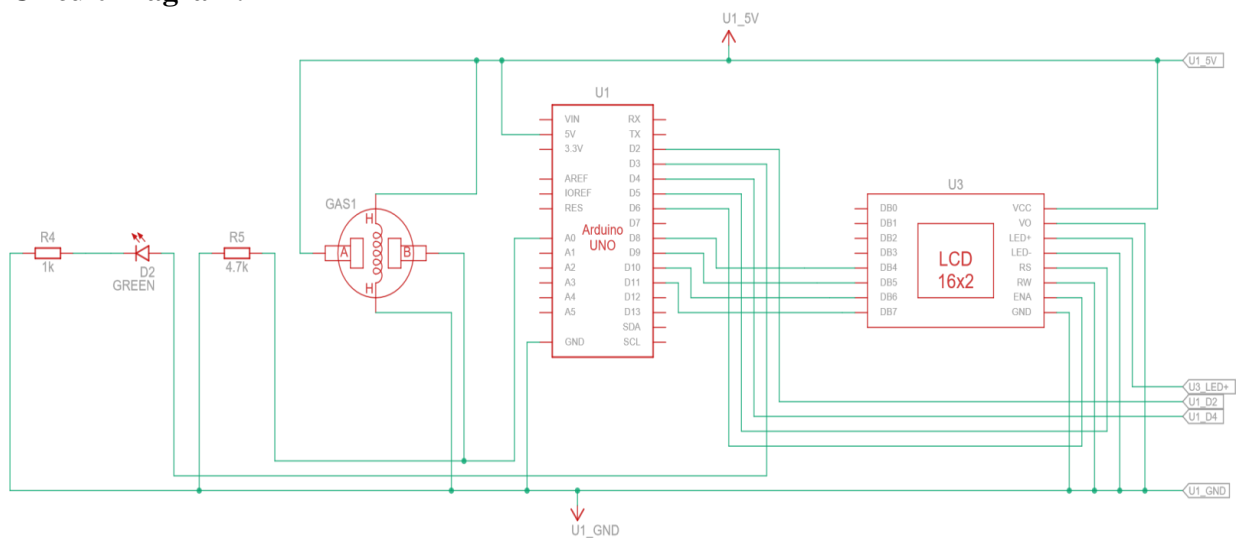 U1_5V
U1_5V
U1
VIN
5V
3.3V
AREF
IOREF
RES
A0
A1
A2
A3
A4
A5
GND
RX
TX
D2
D3
D4
D5
D6
D7
D8
D9
D10
D11
D12
D13
SDA
SCL
Arduino
UNO
GAS1
H
A
B
H
R4
1k
D2
GREEN
R5
4.7k
U3
DB0
DB1
DB2
DB3
DB4
DB5
DB6
DB7
LCD
16x2
VCC
VO
LED+
LED-
RS
RW
ENA
GND
U3_LED+
U1_D2
U1_D4
U1_GND
U1_GND